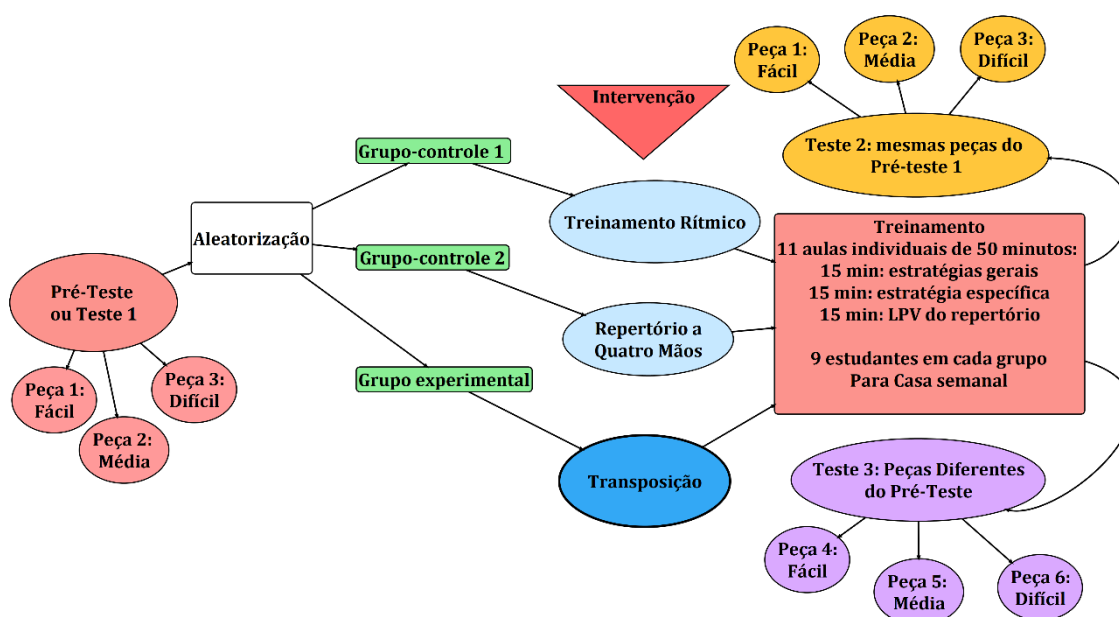 Pré-Teste
ou Teste 1
Peça 1:
Fácil
Peça 2:
Média
Peça 3:
Difícil
Aleatorização
Grupo-controle 1
Grupo-controle 2
Grupo experimental
Intervenção
Treinamento Rítmico
Repertório a
Quatro Mãos
Transposição
Treinamento
11 aulas individuais de 50 minutos:
15 min: estratégias gerais
15 min: estratégia específica
15 min: LPV do repertório
9 estudantes em cada grupo
Para Casa semanal
Peça 1:
Fácil
Peça 2:
Média
Peça 3:
Difícil
Teste 2: mesmas peças do
Pré-teste 1
Teste 3: Peças Diferentes
do Pré-Teste
Peça 4:
Fácil
Peça 5:
Média
Peça 6:
Difícil